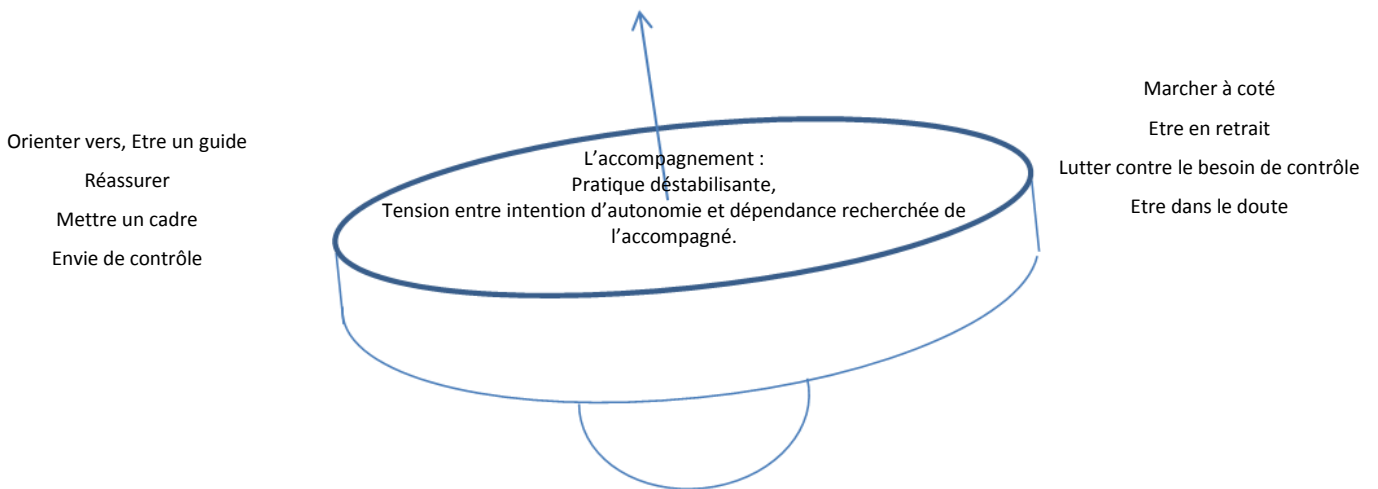 Orienter vers, Etre un guide
Réassurer
Mettre un cadre
Envie de contrôle
L'accompagnement :
Pratique déstabilisante,
Tension entre intention d'autonomie et dépendance recherchée de
l'accompagné.
Marcher à coté
Etre en retrait
Lutter contre le besoin de contrôle
Etre dans le doute